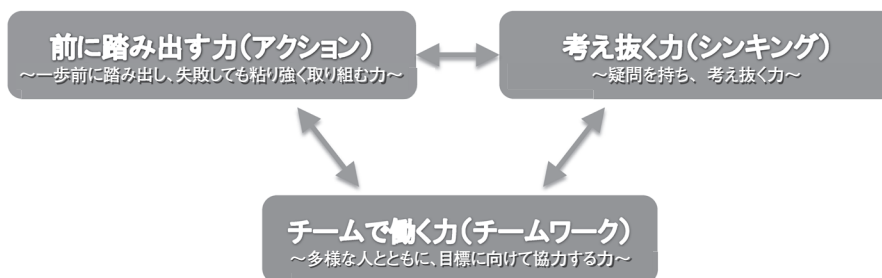 前に踏み出す力(アクション)
～一歩前に踏み出し、失敗しても粘り強く取り組む力～
考え抜く力(シンキング)
～疑問を持ち、考え抜く力～
チームで働く力(チームワーク)
～多様な人とともに、目標に向けて協力する力～